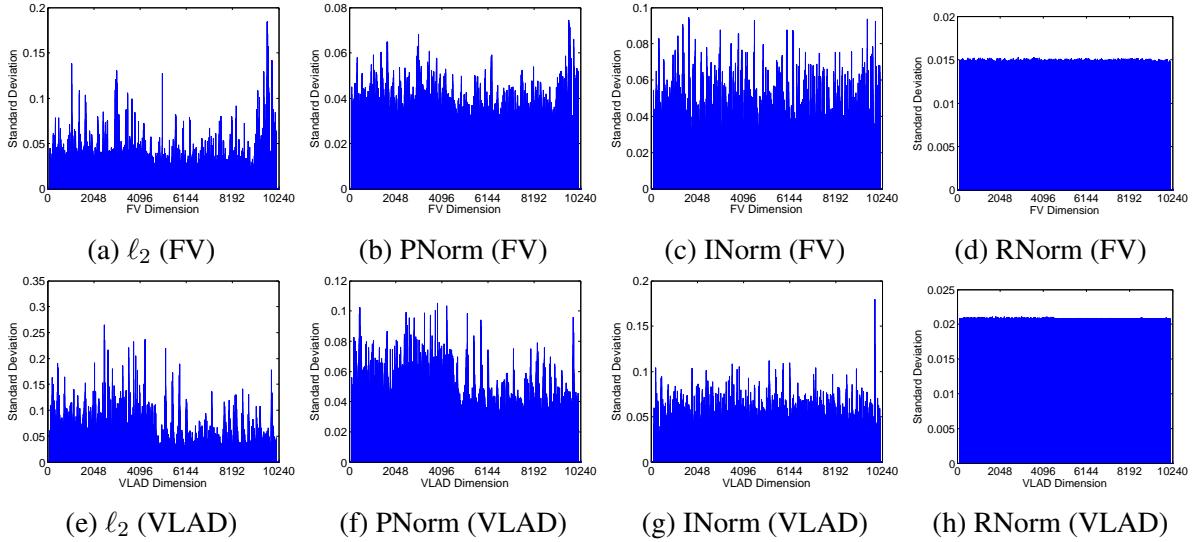 0.2
0.15
0.1
0.05
0
Standard Deviation
0 2048 4096 6144 8192 10240
FV Dimension
(a) ℓ2 (FV)
0.08
0.06
0.04
0.02
0
Standard Deviation
0 2048 4096 6144 8192 10240
FV Dimension
(b) PNorm (FV)
0.1
0.08
0.06
0.04
0.02
0
Standard Deviation
0 2048 4096 6144 8192 10240
FV Dimension
(c) INorm (FV)
0.02
0.015
0.01
0.005
0
Standard Deviation
0 2048 4096 6144 8192 10240
FV Dimension
(d) RNorm (FV)
0.35
0.3
0.25
0.2
0.15
0.1
0.05
0
Standard Deviation
0 2048 4096 6144 8192 10240
VLAD Dimension
(e) ℓ2 (VLAD)
0.12
0.1
0.08
0.06
0.04
0.02
0
Standard Deviation
0 2048 4096 6144 8192 10240
VLAD Dimension
(f) PNorm (VLAD)
0.2
0.15
0.1
0.05
0
Standard Deviation
0 2048 4096 6144 8192 10240
VLAD Dimension
(g) INorm (VLAD)
0.025
0.02
0.015
0.01
0.005
0
Standard Deviation
0 2048 4096 6144 8192 10240
VLAD Dimension
(h) RNorm (VLAD)